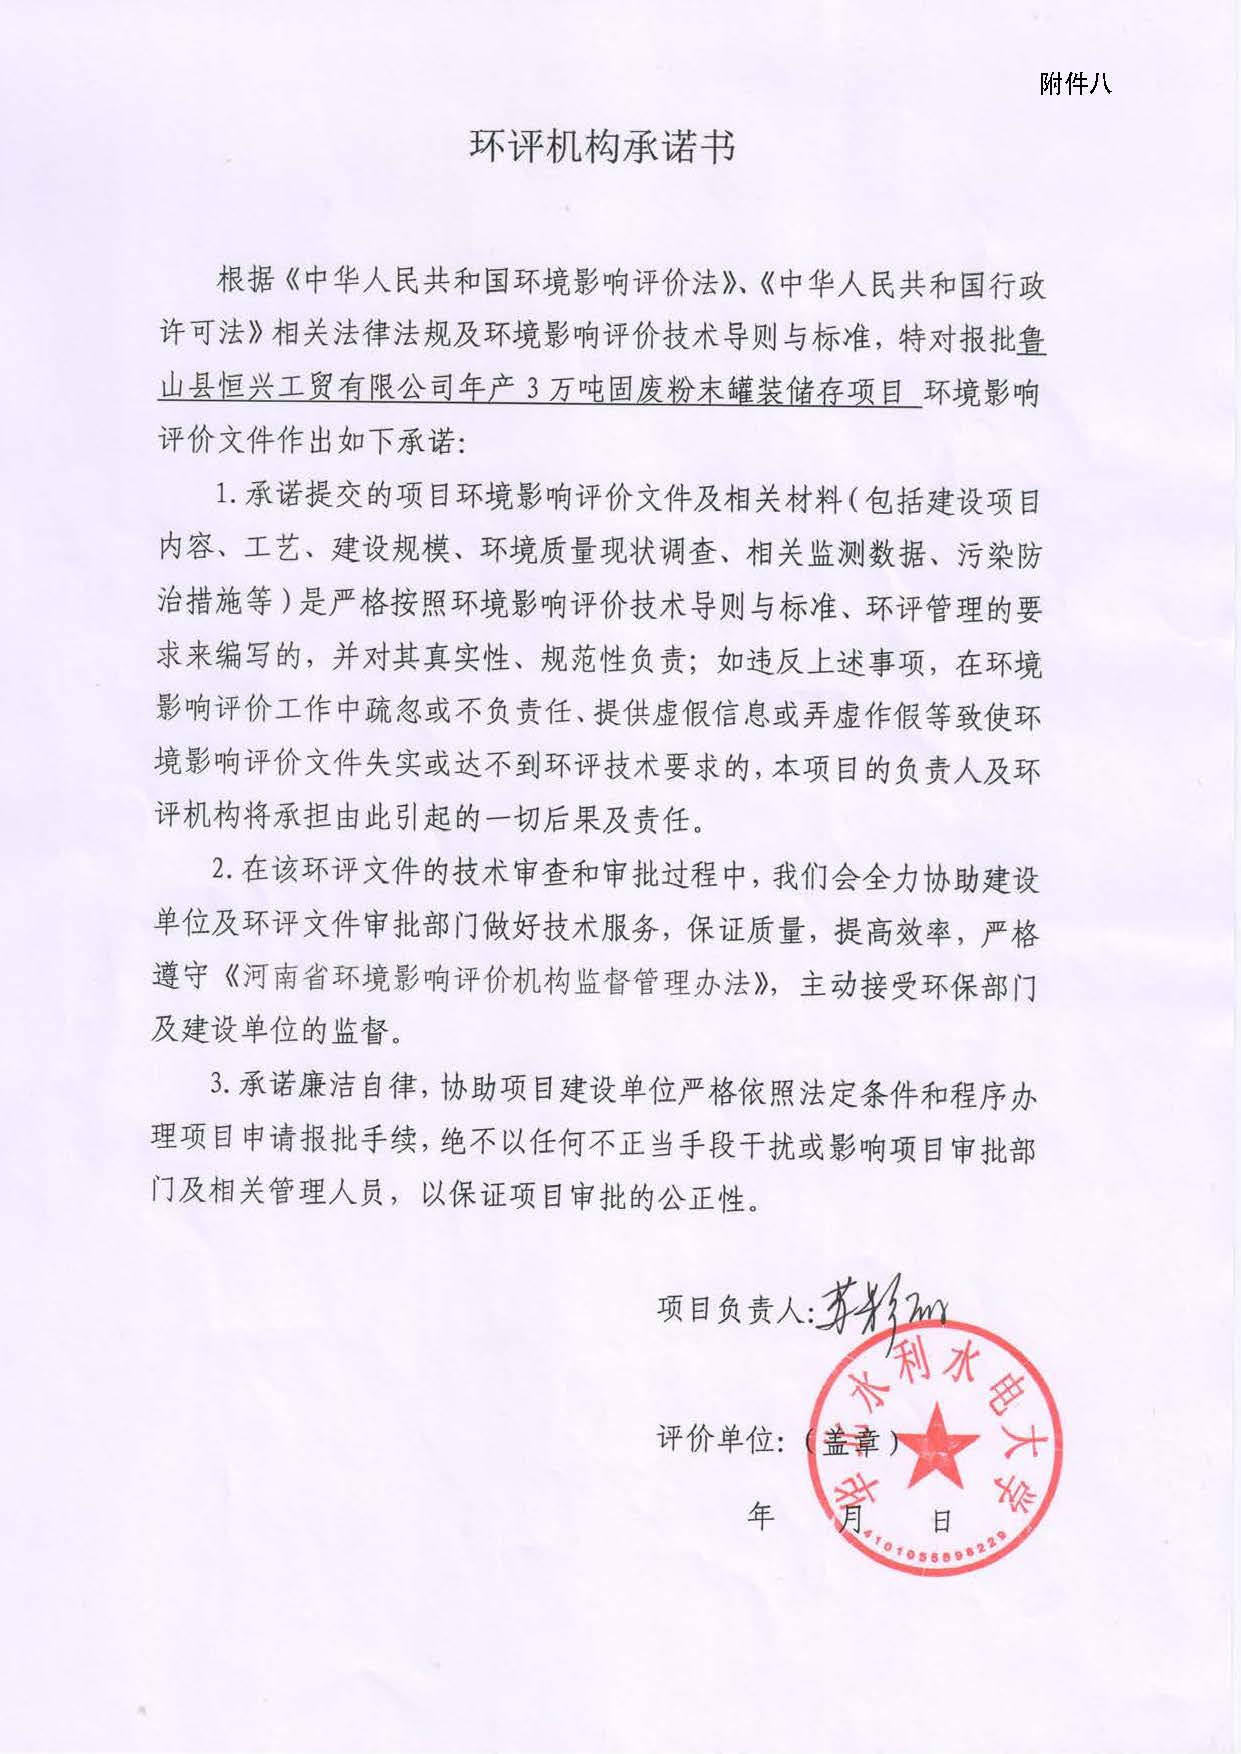 附件八
环评机构承诺书
根据《中华人民共和国环境影响评价法》、《中华人民共和国行政
许可法》相关法律法规及环境影响评价技术导则与标准，特对报批鲁
山县恒兴工贸有限公司年产 3 万吨固废粉末罐装储存项目 环境影响
评价文件作出如下承诺：
1. 承诺提交的项目环境影响评价文件及相关材料（包括建设项目
内容、工艺、建设规模、环境质量现状调查、相关监测数据、污染防
治措施等）是严格按照环境影响评价技术导则与标准、环评管理的要
求来编写的，并对其真实性、规范性负责；如违反上述事项，在环境
影响评价工作中疏忽或不负责任、提供虚假信息或弄虚作假等致使环
境影响评价文件失实或达不到环评技术要求的，本项目的负责人及环
评机构将承担由此引起的一切后果及责任。
2. 在该环评文件的技术审查和审批过程中，我们会全力协助建设
单位及环评文件审批部门做好技术服务，保证质量，提高效率，严格
遵守《河南省环境影响评价机构监督管理办法》，主动接受环保部门
及建设单位的监督。
3. 承诺廉洁自律，协助项目建设单位严格依照法定条件和程序办
理项目申请报批手续，绝不以任何不正当手段干扰或影响项目审批部
门及相关管理人员，以保证项目审批的公正性。
项目负责人：
华北水利水电大学
评价单位：（盖章）
年 月 日